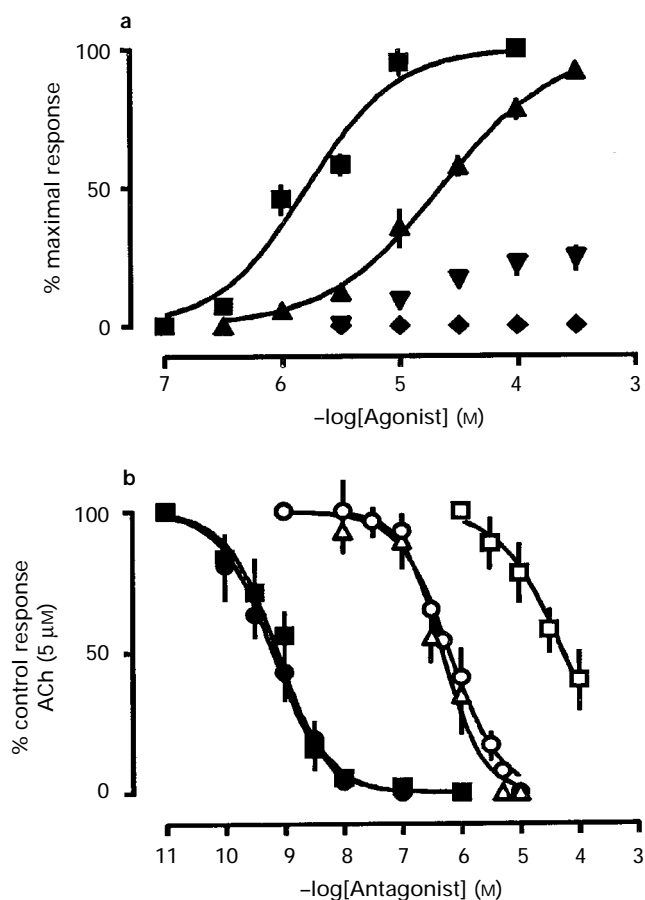 a
100
50
0
% maximal response
7 6 5 4 3
–log[Agonist] (M)
b
100
50
0
% control response
ACh (5 µM)
11 10 9 8 7 6 5 4 3
–log[Antagonist] (M)